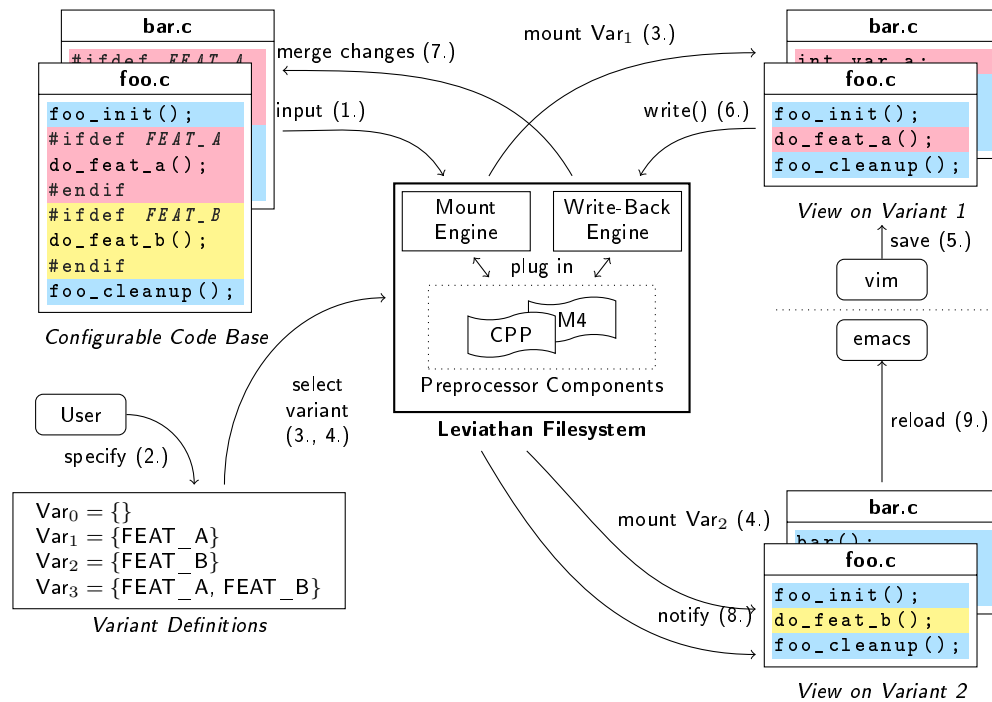 bar.c
#ifdef FEAT_A
foo.c
foo_init();
#ifdef FEAT_A
do_feat_a();
#endif
#ifdef FEAT_B
do_feat_b();
#endif
foo_cleanup();
Configurable Code Base
merge changes (7.)
input (1.)
mount Var₁ (3.)
write() (6.)
bar.c
int var_a;
foo.c
foo_init();
do_feat_a();
foo_cleanup();
View on Variant 1
save (5.)
vim
emacs
reload (9.)
Mount
Engine
Write-Back
Engine
plug in
CPP
M4
Preprocessor Components
Leviathan Filesystem
select
variant
(3., 4.)
User
specify (2.)
Var₀ = {}
Var₁ = {FEAT_A}
Var₂ = {FEAT_B}
Var₃ = {FEAT_A, FEAT_B}
Variant Definitions
mount Var₂ (4.)
notify (8.)
bar.c
bar();
foo.c
foo_init();
do_feat_b();
foo_cleanup();
View on Variant 2